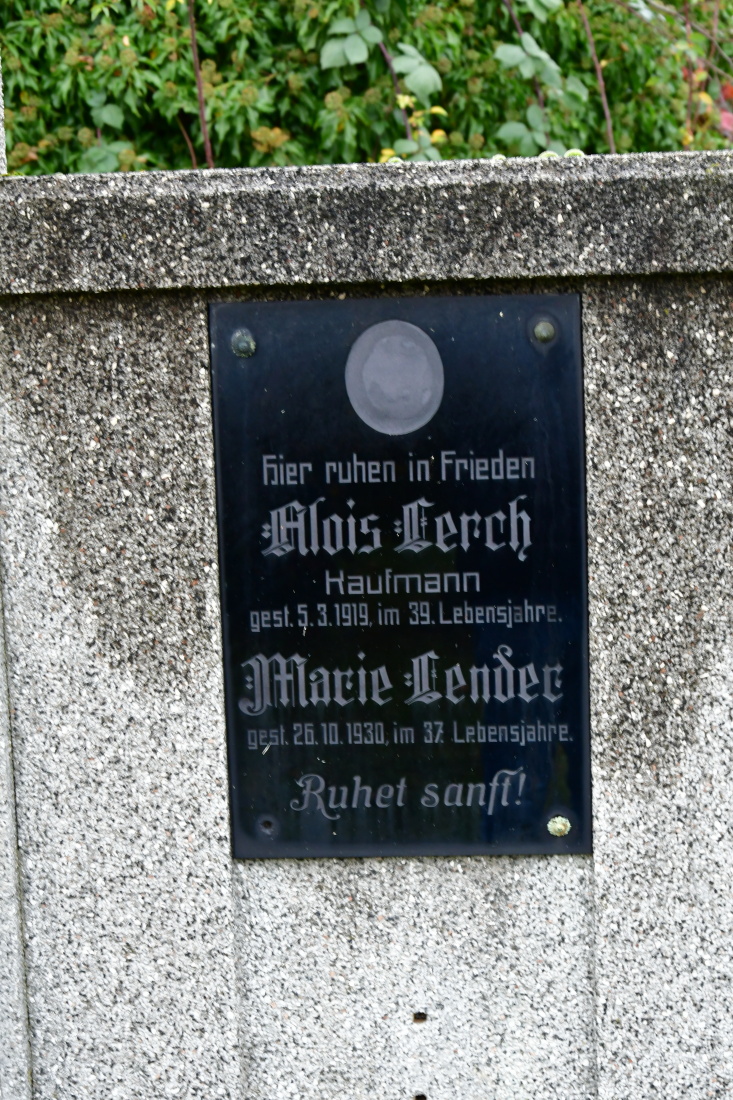 Hier ruhen in Frieden
Alois Lerch
Kaufmann
gest. 5.3.1919, im 39. Lebensjahre.
Marie Lender
gest. 26.10.1930, im 37. Lebensjahre.
Ruhet sanft!